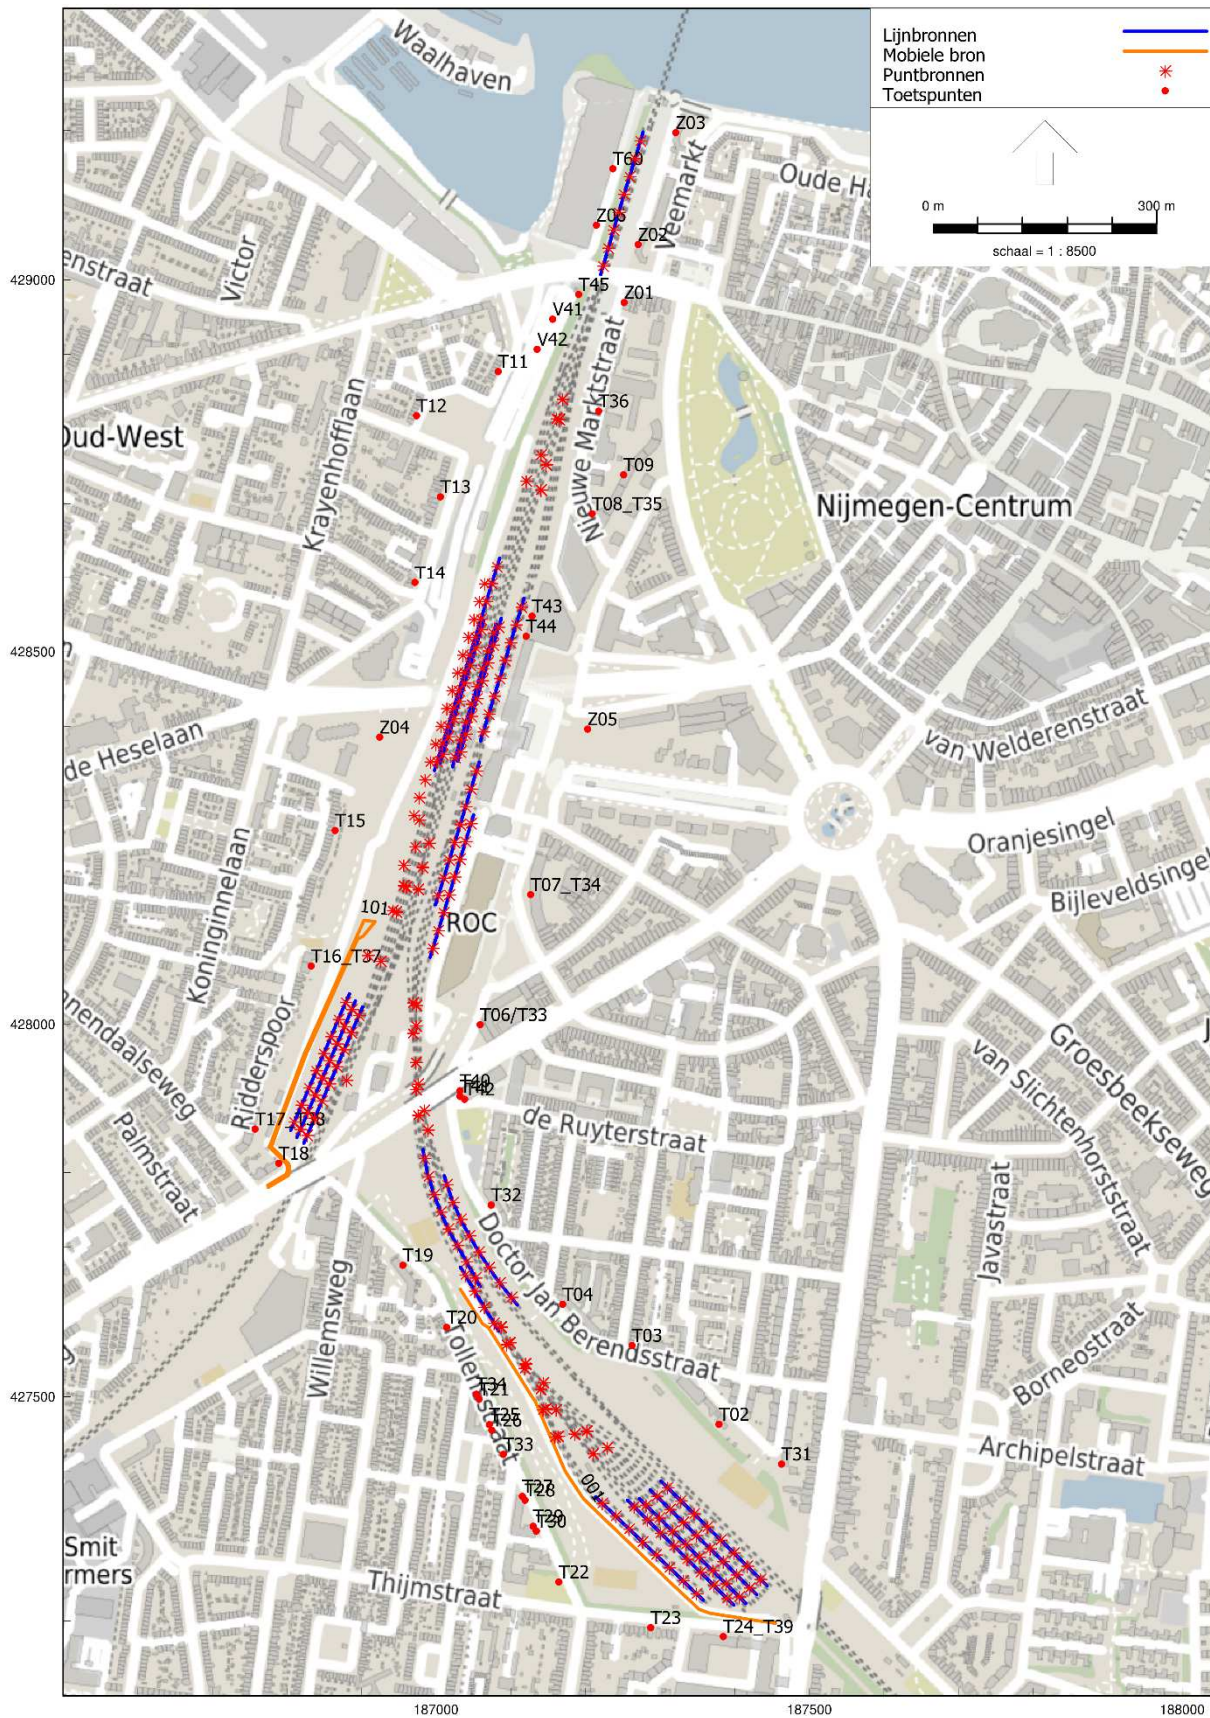 Lijnbronnen
Mobiele bron
Puntbronnen
Toetspunten
0 m
300 m
schaal = 1 : 8500
Waalhaven
Z03
T60
Veemarkt
Oude Ha
Z02
Victor
enstraat
429000
T45
Z01
V41
V42
T11
Nieuwe Marktstraat
T36
T12
Krayenhofflaan
Oud-West
T09
T13
T08_T35
Nijmegen-Centrum
T14
T43
T44
428500
n
Z04
Z05
van Welderenstraat
de Heselaan
T15
Oranjesingel
Koninginnelaan
T07_T34
Bijleveldsingel
101
ROC
T16_T37
nnendaalseweg
Ridderspoor
428000
T06/T33
J
Groesbeekseweg
van Slichtenhorststraat
T42
de Ruyterstraat
Palmstraat
T18
T32
Javastraat
Doctor Jan Berendsstraat
T19
Willemsweg
T04
T20
T03
Tollensstraat
Borneostraat
427500
T34
T21
T25
T26
T02
T33
T31
Archipelstraat
T27
T28
001
T29
T30
Smit
rmers
T22
Thijmstraat
T23
T24_T39
187000
187500
188000